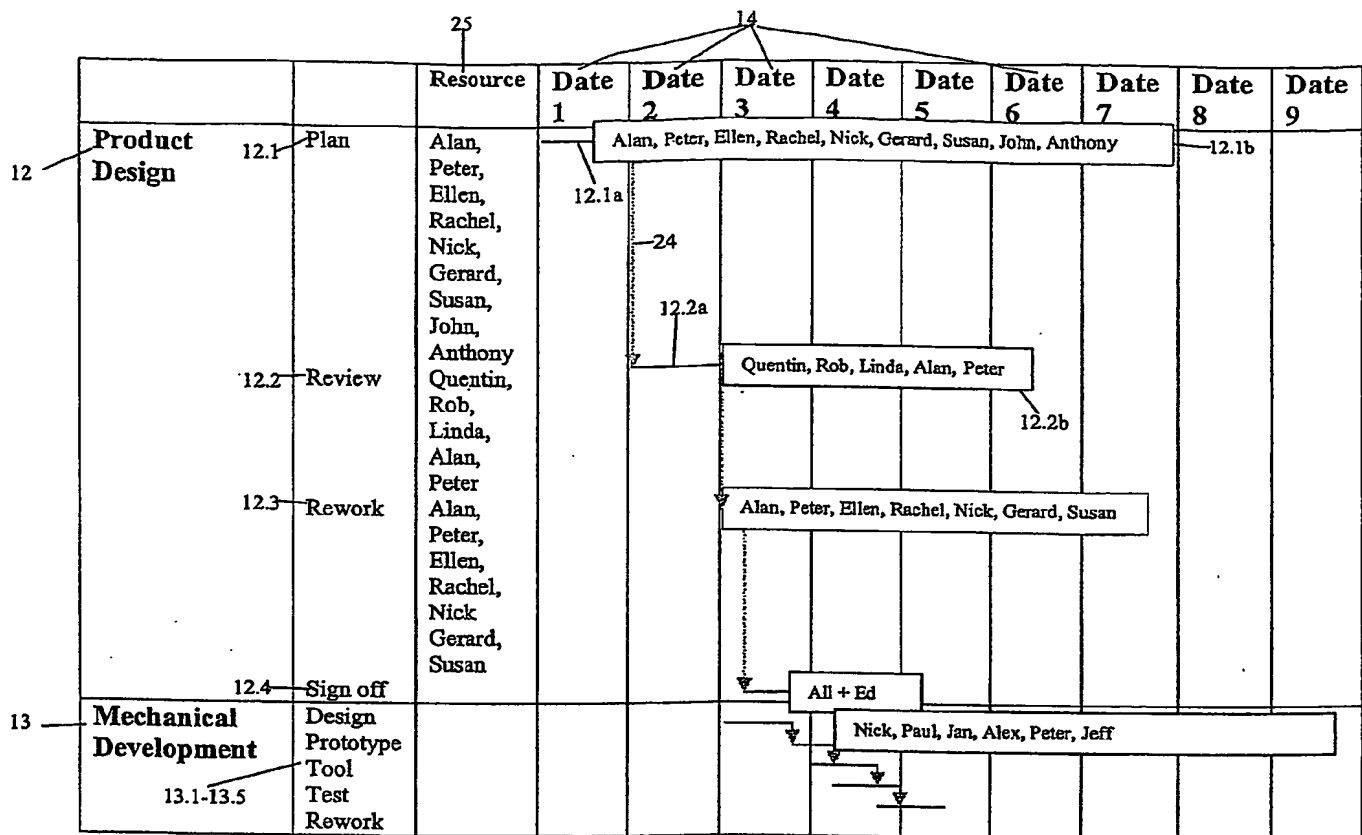 25
14
Resource
Date 1
Date 2
Date 3
Date 4
Date 5
Date 6
Date 7
Date 8
Date 9
12
Product
Design
12.1
Plan
Alan,
Peter,
Ellen,
Rachel,
Nick,
Gerard,
Susan,
John,
Anthony
Alan, Peter, Ellen, Rachel, Nick, Gerard, Susan, John, Anthony
12.1b
12.1a
24
12.2a
12.2
Review
Quentin,
Rob,
Linda,
Alan,
Peter
Quentin, Rob, Linda, Alan, Peter
12.2b
12.3
Rework
Alan,
Peter,
Ellen,
Rachel,
Nick
Gerard,
Susan
Alan, Peter, Ellen, Rachel, Nick, Gerard, Susan
12.4
Sign off
All + Ed
13
Mechanical
Development
Design
Prototype
Tool
Test
Rework
13.1-13.5
Nick, Paul, Jan, Alex, Peter, Jeff